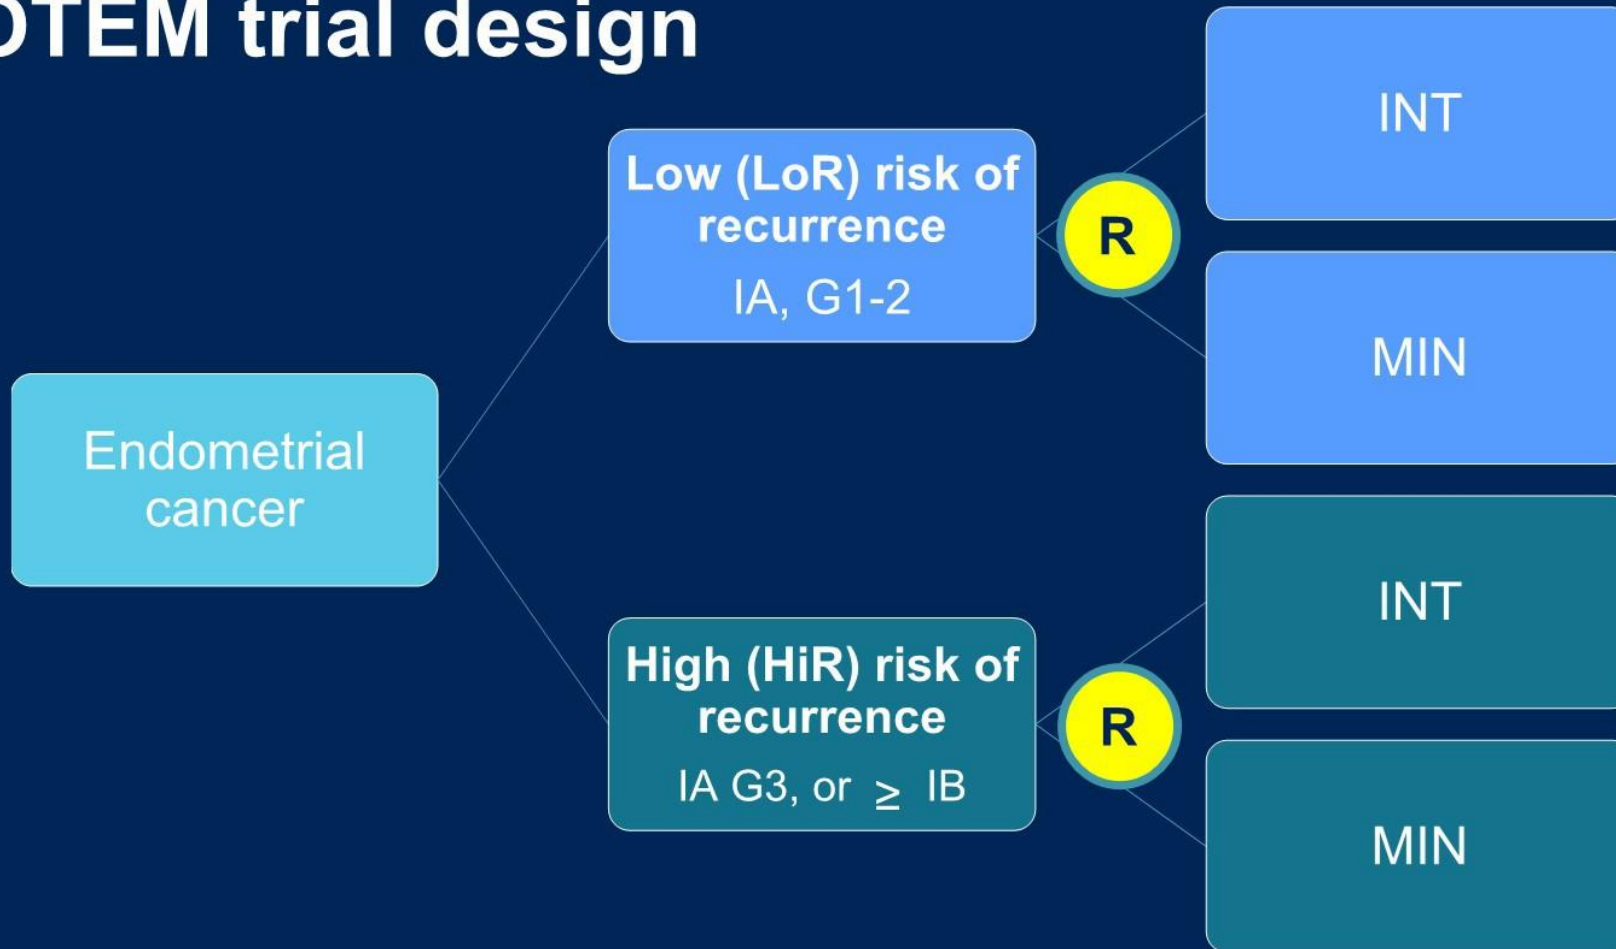 OTEM trial design
INT
Low (LoR) risk of
recurrence
IA, G1-2
R
MIN
Endometrial
cancer
INT
High (HiR) risk of
recurrence
IA G3, or ≥ IB
R
MIN